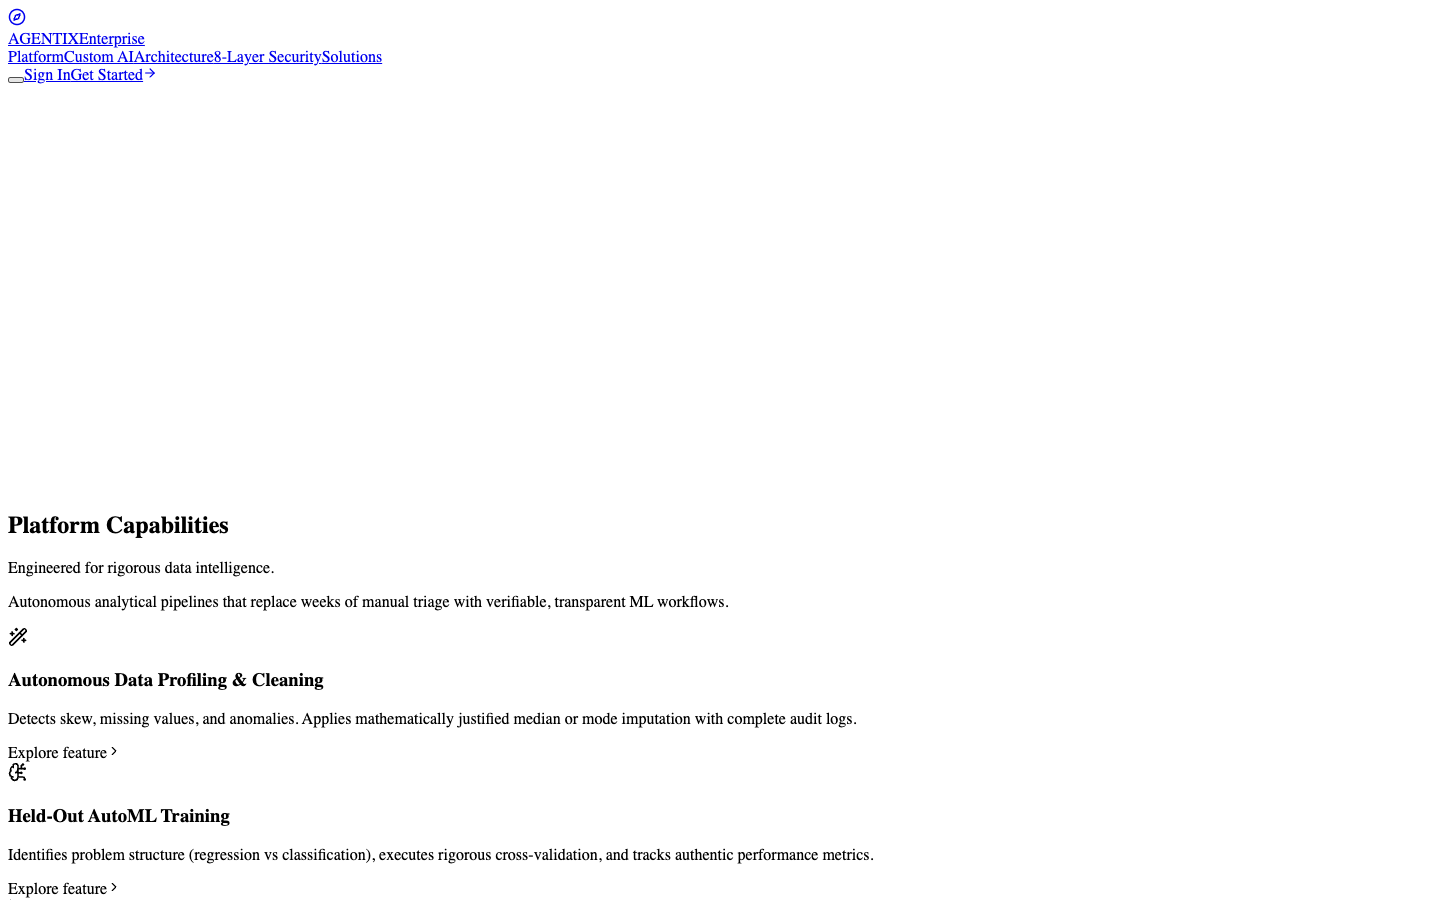 AGENTIXEnterprise
PlatformCustom AIArchitecture8-Layer SecuritySolutions
Sign InGet Started
Platform Capabilities
Engineered for rigorous data intelligence.
Autonomous analytical pipelines that replace weeks of manual triage with verifiable, transparent ML workflows.
Autonomous Data Profiling & Cleaning
Detects skew, missing values, and anomalies. Applies mathematically justified median or mode imputation with complete audit logs.
Explore feature
Held-Out AutoML Training
Identifies problem structure (regression vs classification), executes rigorous cross-validation, and tracks authentic performance metrics.
Explore feature